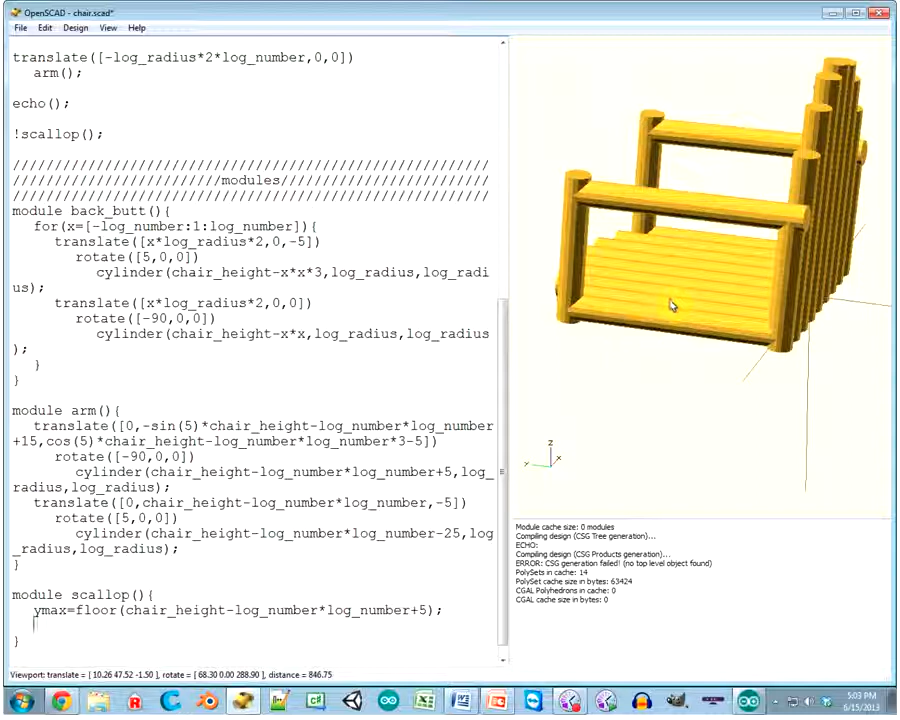 OpenSCAD - chair.scad*
File Edit Design View Help
translate([-log_radius*2*log_number,0,0])
arm();
echo();
!scallop();
/////////////////////////////////////////////////////////
/////////////////////////modules/////////////////////////
/////////////////////////////////////////////////////////
module back_butt(){
for(x=[-log_number:1:log_number]){
translate([x*log_radius*2,0,-5])
rotate([5,0,0])
cylinder(chair_height-x*x*3,log_radius,log_radi
us);
translate([x*log_radius*2,0,0])
rotate([-90,0,0])
cylinder(chair_height-x*x,log_radius,log_radius
);
}
}
module arm(){
translate([0,-sin(5)*chair_height-log_number*log_number
+15,cos(5)*chair_height-log_number*log_number*3-5])
rotate([-90,0,0])
cylinder(chair_height-log_number*log_number+5,log_
radius,log_radius);
translate([0,chair_height-log_number*log_number,-5])
rotate([5,0,0])
cylinder(chair_height-log_number*log_number-25,log
_radius,log_radius);
}
module scallop(){
ymax=floor(chair_height-log_number*log_number+5);
}
z
y x
Module cache size: 0 modules
Compiling design (CSG Tree generation)...
ECHO:
Compiling design (CSG Products generation)...
ERROR: CSG generation failed! (no top level object found)
PolySets in cache: 14
PolySet cache size in bytes: 63424
CGAL Polyhedrons in cache: 0
CGAL cache size in bytes: 0
Viewport: translate = [ 10.26 47.52 -1.50 ], rotate = [ 68.30 0.00 288.90 ], distance = 846.75
5:03 PM
6/15/2013